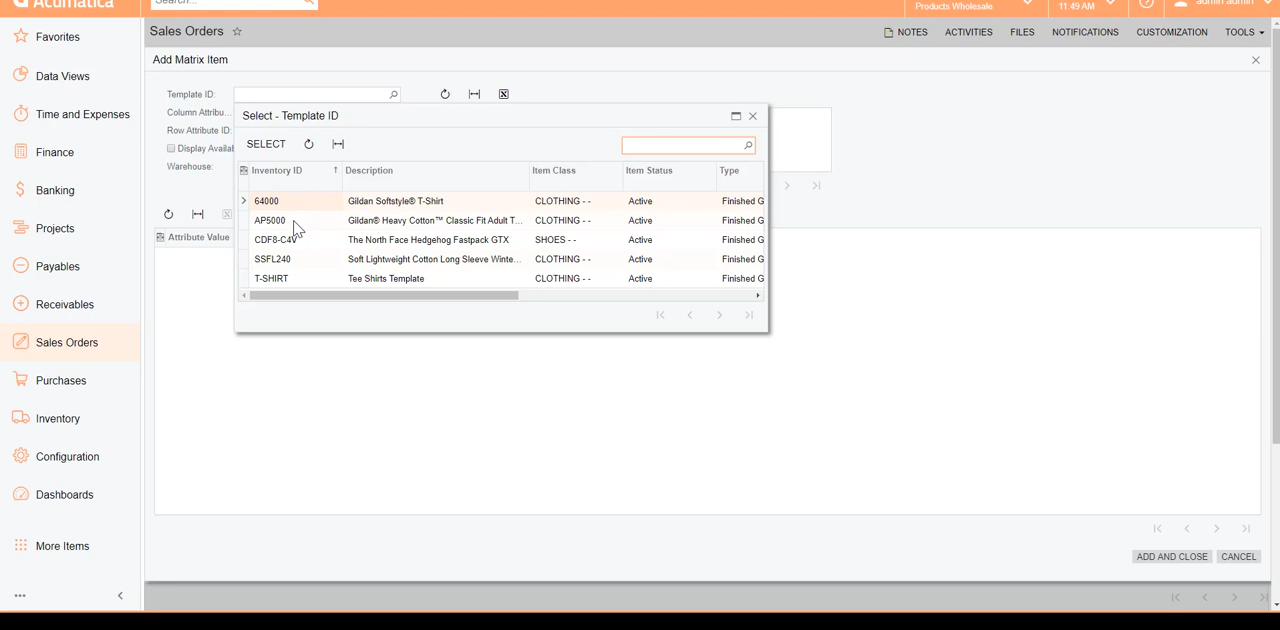 Acumatica
Search...
Products Wholesale
11:49 AM
admin admin
Favorites
Data Views
Time and Expenses
Finance
Banking
Projects
Payables
Receivables
Sales Orders
Purchases
Inventory
Configuration
Dashboards
More Items
Sales Orders
NOTES ACTIVITIES FILES NOTIFICATIONS CUSTOMIZATION TOOLS
Add Matrix Item
Template ID:
Column Attribu...
Row Attribute ID:
Display Availab
Warehouse:
Attribute Value
Select - Template ID
SELECT
Inventory ID ↑ Description Item Class Item Status Type
64000 Gildan Softstyle® T-Shirt CLOTHING - - Active Finished G
AP5000 Gildan® Heavy Cotton™ Classic Fit Adult T... CLOTHING - - Active Finished G
CDF8-C4V The North Face Hedgehog Fastpack GTX SHOES - - Active Finished G
SSFL240 Soft Lightweight Cotton Long Sleeve Winte... CLOTHING - - Active Finished G
T-SHIRT Tee Shirts Template CLOTHING - - Active Finished G
ADD AND CLOSE CANCEL